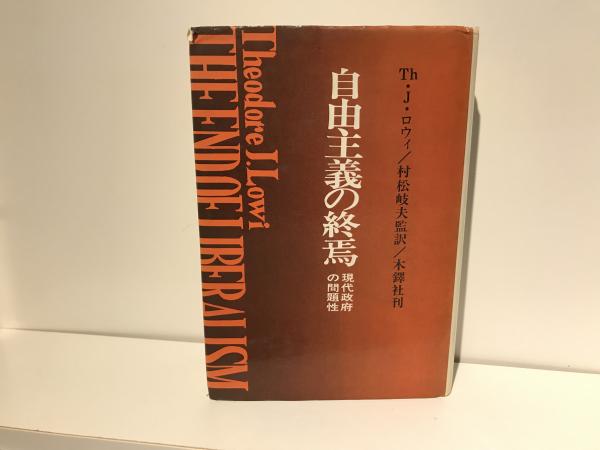 Th・J・ロウィ/村松岐夫監訳/木鐸社刊
自由主義の終焉
現代政府
の問題性
Theodore J. Lowi
THE END OF LIBERALISM